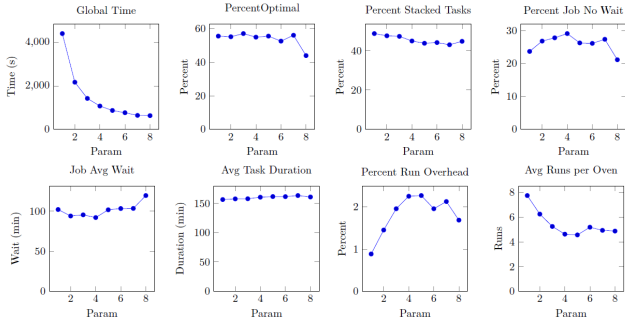 Global Time
Time (s)
4,000
2,000
0
2 4 6 8
Param
PercentOptimal
Percent
60
40
20
0
2 4 6 8
Param
Percent Stacked Tasks
Percent
40
20
0
2 4 6 8
Param
Percent Job No Wait
Percent
30
20
10
0
2 4 6 8
Param
Job Avg Wait
Wait (min)
100
50
0
2 4 6 8
Param
Avg Task Duration
Duration (min)
150
100
50
0
2 4 6 8
Param
Percent Run Overhead
Percent
2
1
0
2 4 6 8
Param
Avg Runs per Oven
Runs
8
6
4
2
0
2 4 6 8
Param